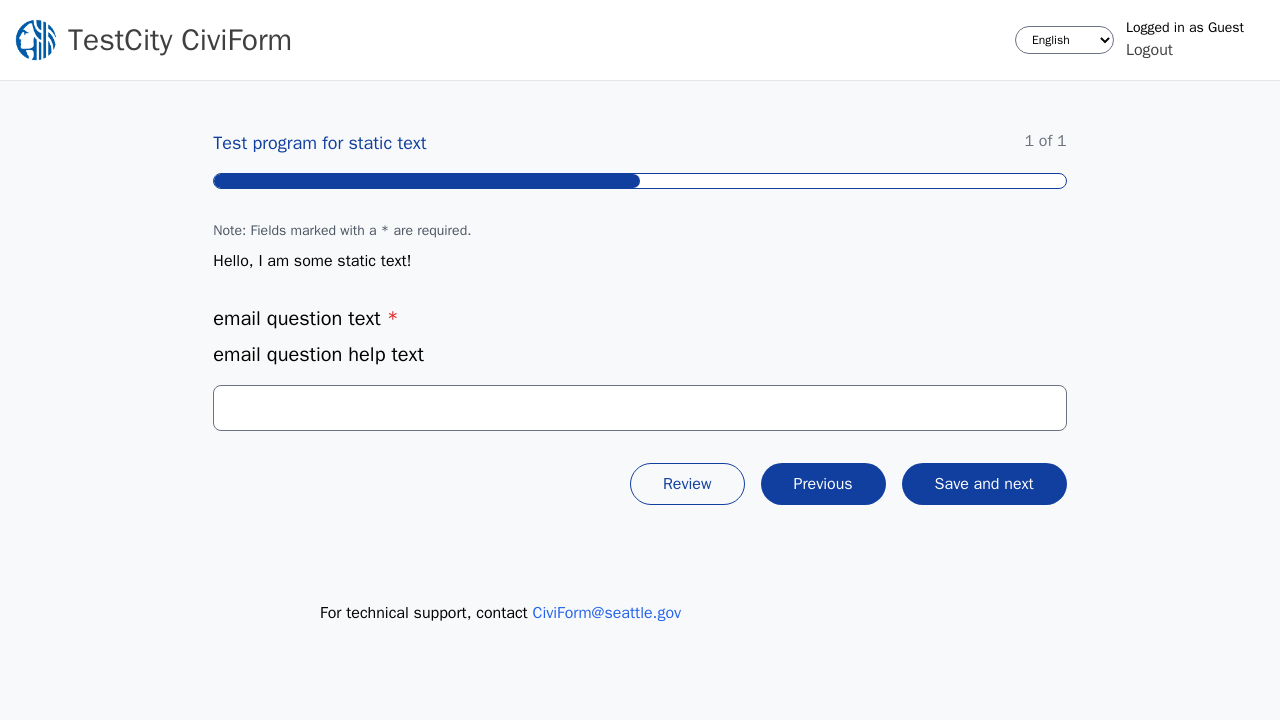 TestCity CiviForm
English
Logged in as Guest
Logout
Test program for static text
1 of 1
Note: Fields marked with a * are required.
Hello, I am some static text!
email question text *
email question help text
Review
Previous
Save and next
For technical support, contact CiviForm@seattle.gov